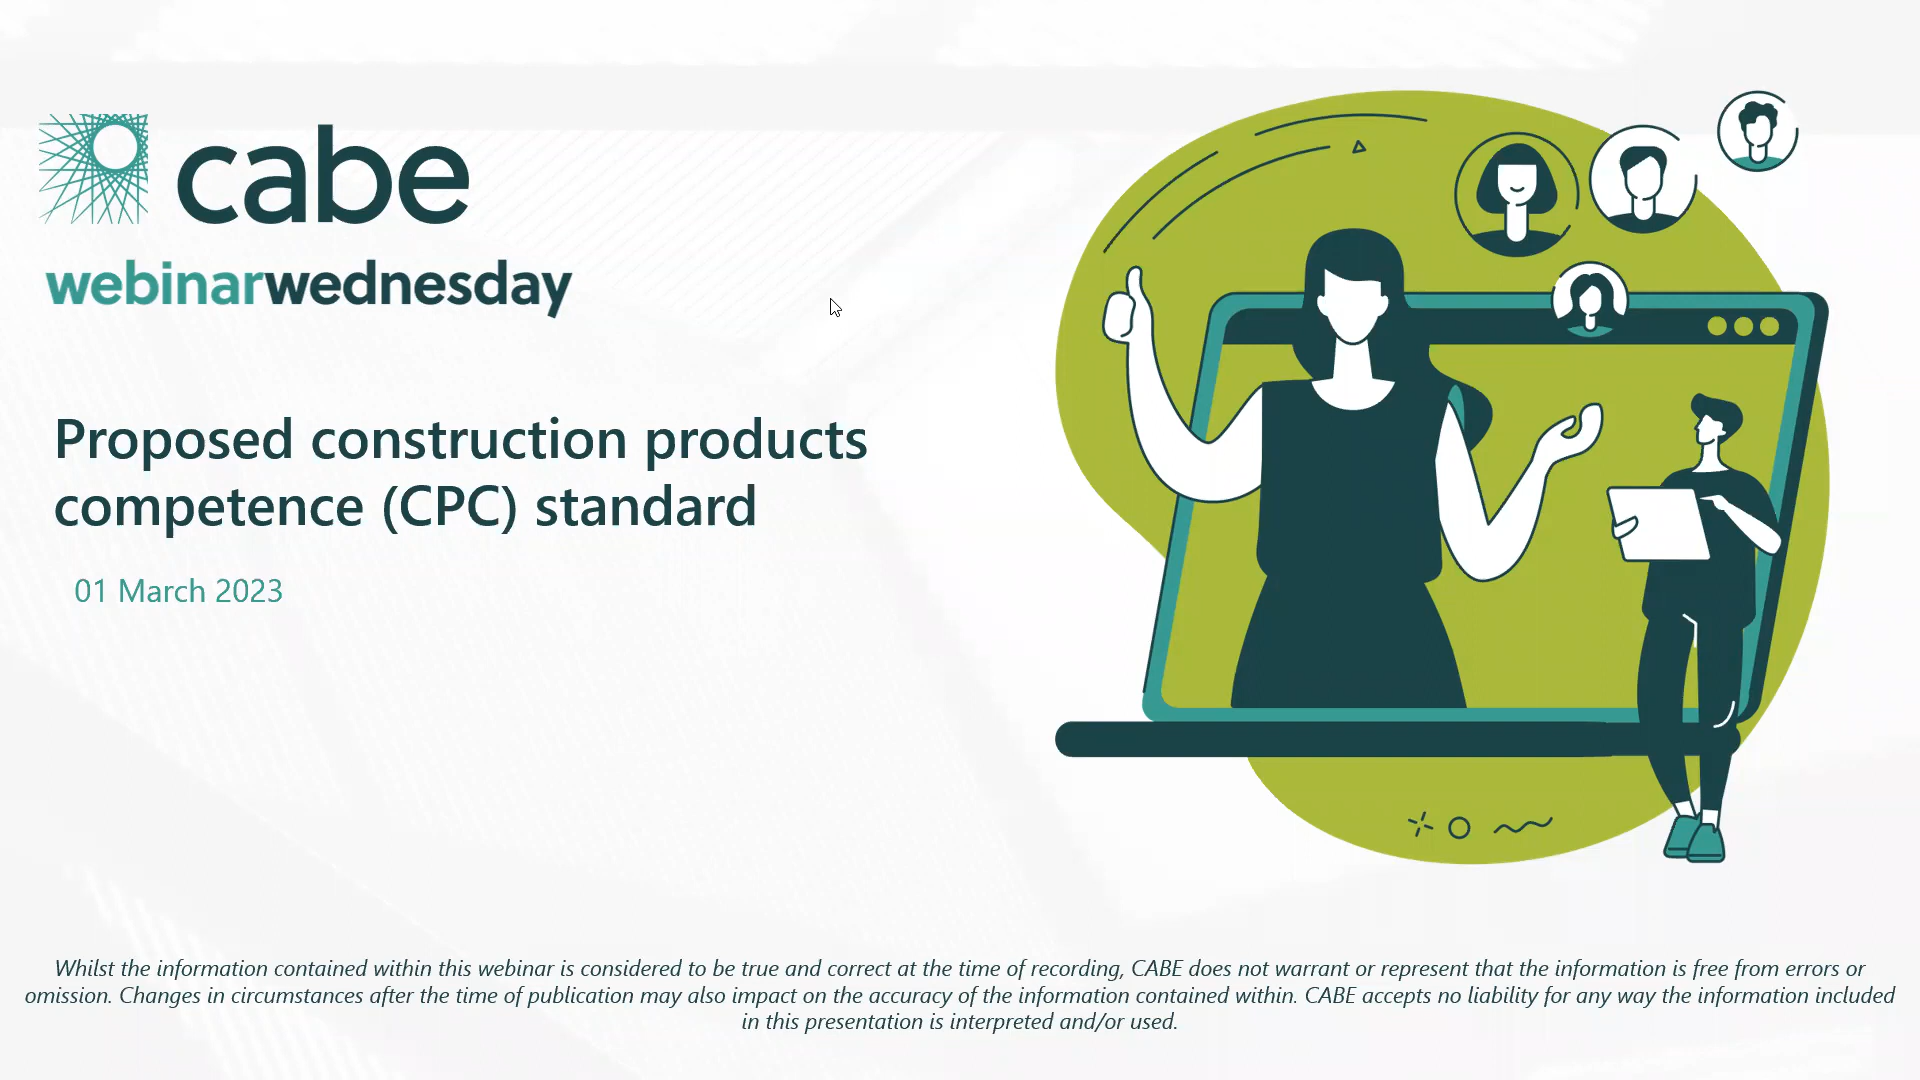 cabe
webinarwednesday
Proposed construction products
competence (CPC) standard
01 March 2023
Whilst the information contained within this webinar is considered to be true and correct at the time of recording, CABE does not warrant or represent that the information is free from errors or
omission. Changes in circumstances after the time of publication may also impact on the accuracy of the information contained within. CABE accepts no liability for any way the information included
in this presentation is interpreted and/or used.